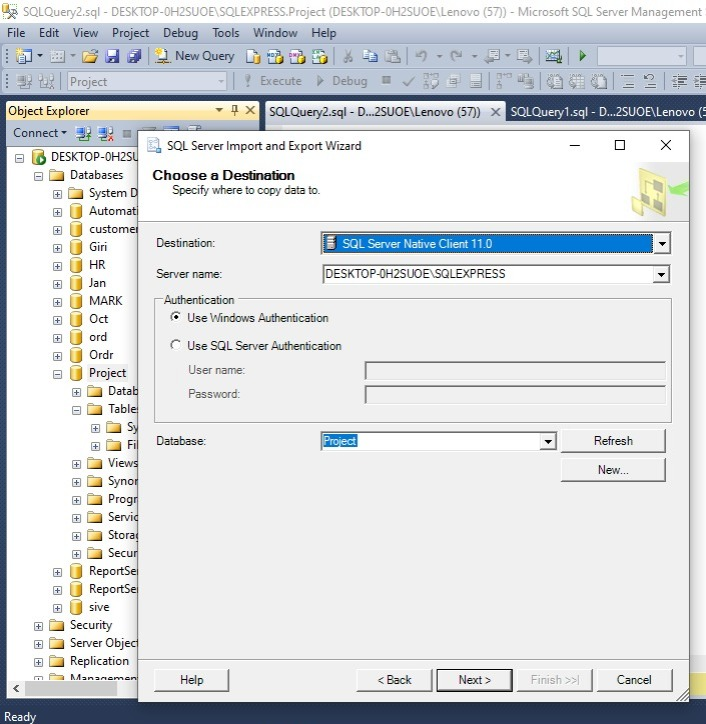 SQLQuery2.sql - DESKTOP-0H2SUOE\SQLEXPRESS.Project (DESKTOP-0H2SUOE\Lenovo (57)) - Microsoft SQL Server Management
File Edit View Project Debug Tools Window Help
New Query
Project Execute Debug
Object Explorer
SQLQuery2.sql - D...2SUOE\Lenovo (57)) SQLQuery1.sql - D...2SUOE\Lenovo (5
Connect
DESKTOP-0H2SU
Databases
System D
Automat
customer
Giri
HR
Jan
MARK
Oct
ord
Ordr
Project
Datab
Table
Sy
Fi
Views
Synor
Progr
Servic
Storag
Secur
ReportSe
ReportSe
sive
Security
Server Object
Replication
Management
SQL Server Import and Export Wizard
Choose a Destination
Specify where to copy data to.
Destination: SQL Server Native Client 11.0
Server name: DESKTOP-0H2SUOE\SQLEXPRESS
Authentication
Use Windows Authentication
Use SQL Server Authentication
User name:
Password:
Database: Project Refresh
New...
Help < Back Next > Finish >>| Cancel
Ready